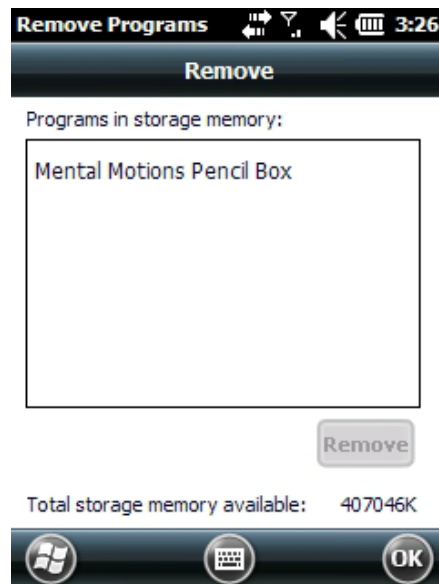 Remove Programs 3:26
Remove
Programs in storage memory:
Mental Motions Pencil Box
Remove
Total storage memory available: 407046K
OK